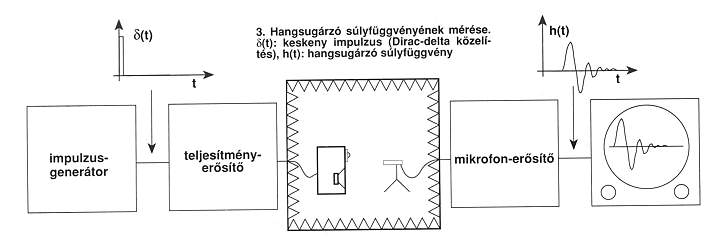 δ(t)
t
3. Hangsugárzó súlyfüggvényének mérése.
δ(t): keskeny impulzus (Dirac-delta közelí-
tés), h(t): hangsugárzó súlyfüggvény
h(t)
t
impulzus-
generátor
teljesítmény-
erősítő
mikrofon-erősítő